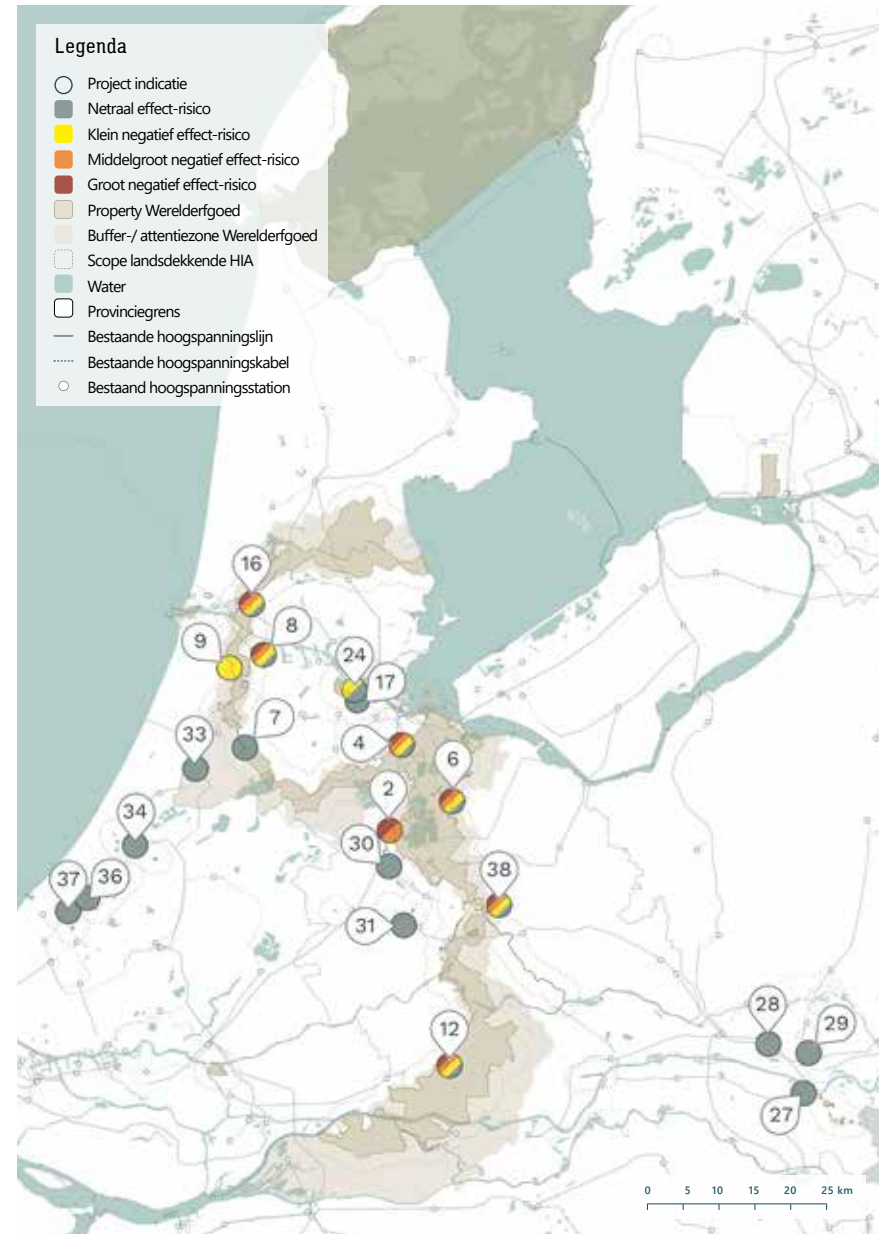 Legenda
Project indicatie
Netraal effect-risico
Klein negatief effect-risico
Middelgroot negatief effect-risico
Groot negatief effect-risico
Property Werelderfgoed
Buffer-/ attentiezone Werelderfgoed
Scope landsdekkende HIA
Water
Provinciegrens
Bestaande hoogspanningslijn
Bestaande hoogspanningskabel
Bestaand hoogspanningsstation
16
8
9
24
17
7
4
33
6
2
34
30
38
37
36
31
28
29
12
27
0 5 10 15 20 25 km